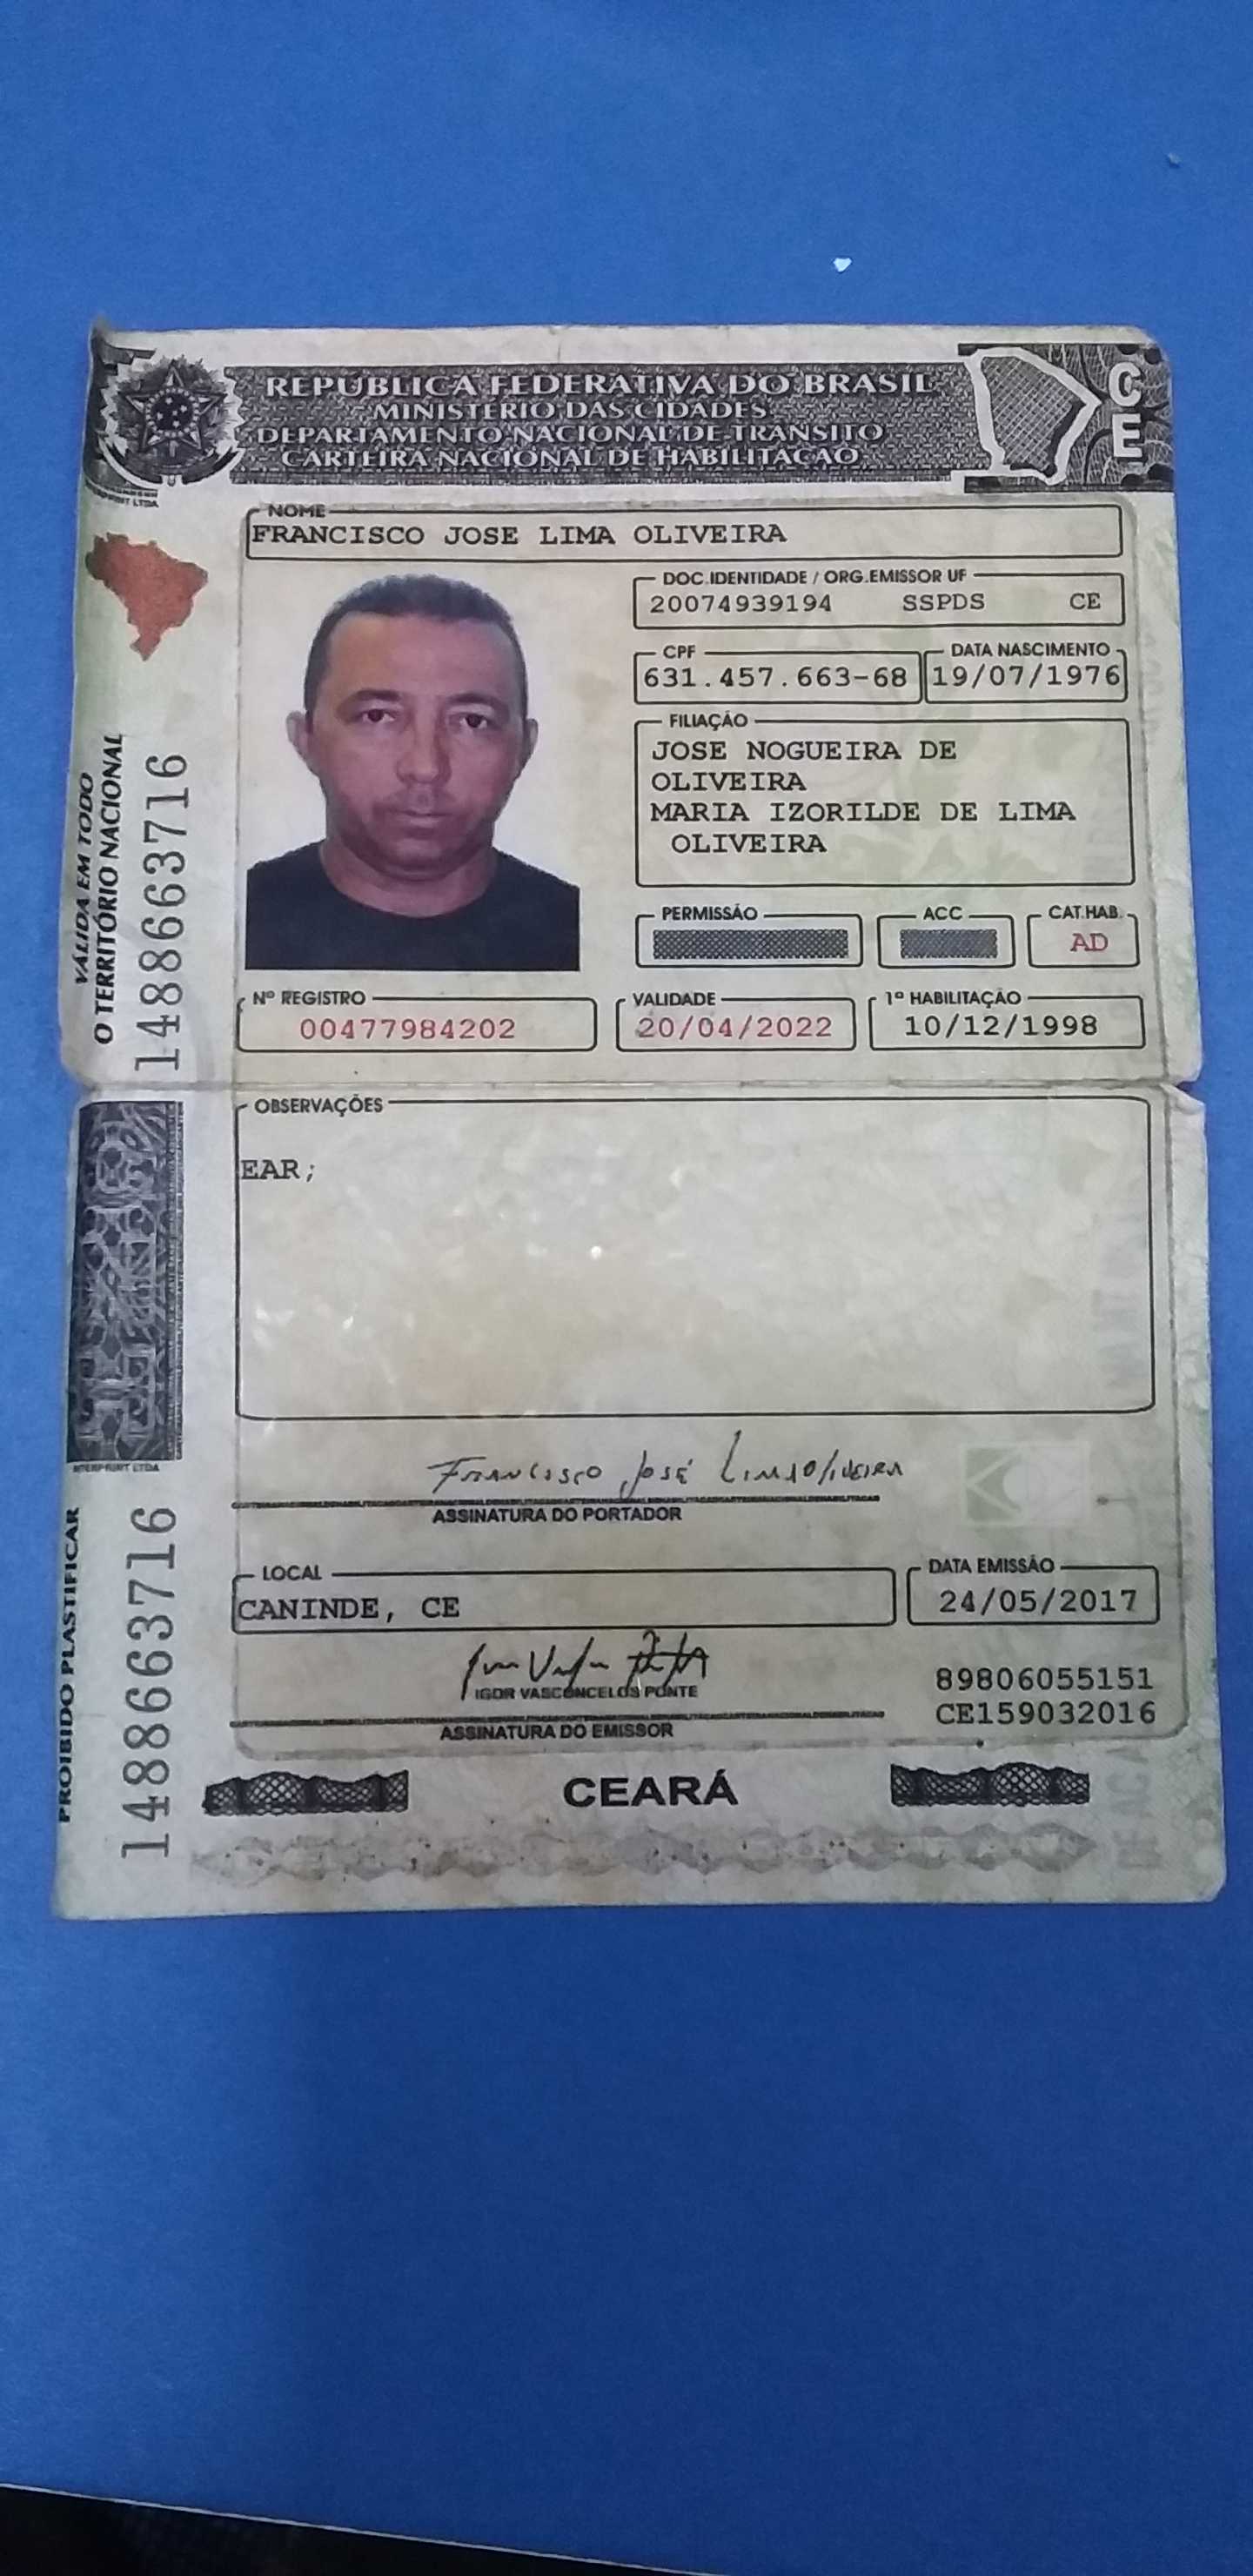 REPÚBLICA FEDERATIVA DO BRASIL
MINISTÉRIO DAS CIDADES
DEPARTAMENTO NACIONAL DE TRÂNSITO
CARTEIRA NACIONAL DE HABILITAÇÃO
CE
NOME
FRANCISCO JOSE LIMA OLIVEIRA
DOC. IDENTIDADE / ORG. EMISSOR UF
20074939194 SSPDS CE
CPF
631.457.663-68
DATA NASCIMENTO
19/07/1976
FILIAÇÃO
JOSE NOGUEIRA DE
OLIVEIRA
MARIA IZORILDE DE LIMA
OLIVEIRA
PERMISSÃO
ACC
CAT. HAB.
AD
Nº REGISTRO
00477984202
VALIDADE
20/04/2022
1ª HABILITAÇÃO
10/12/1998
VÁLIDA EM TODO
O TERRITÓRIO NACIONAL
1488663716
OBSERVAÇÕES
EAR;
Francisco José Lima Oliveira
ASSINATURA DO PORTADOR
LOCAL
CANINDE, CE
DATA EMISSÃO
24/05/2017
IGOR VASCONCELOS PONTE
ASSINATURA DO EMISSOR
89806055151
CE159032016
PROIBIDO PLASTIFICAR
1488663716
CEARÁ